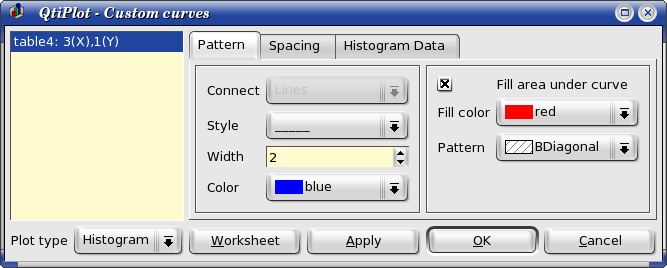 QtiPlot - Custom curves
table4: 3(X),1(Y)
Pattern Spacing Histogram Data
Connect Lines
Style _____
Width 2
Color blue
Fill area under curve
Fill color red
Pattern BDiagonal
Plot type Histogram Worksheet Apply OK Cancel